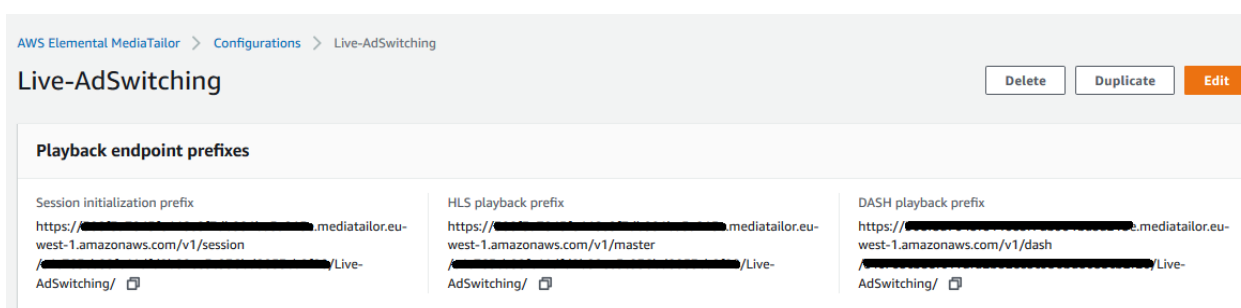 AWS Elemental MediaTailor > Configurations > Live-AdSwitching
Live-AdSwitching
Delete Duplicate Edit
Playback endpoint prefixes
Session initialization prefix
https://
.mediatailor.eu-
west-1.amazonaws.com/v1/session
/
/Live-
AdSwitching/
HLS playback prefix
https://
.mediatailor.eu-
west-1.amazonaws.com/v1/master
/
/Live-
AdSwitching/
DASH playback prefix
https://
.mediatailor.eu-
west-1.amazonaws.com/v1/dash
/
/Live-
AdSwitching/